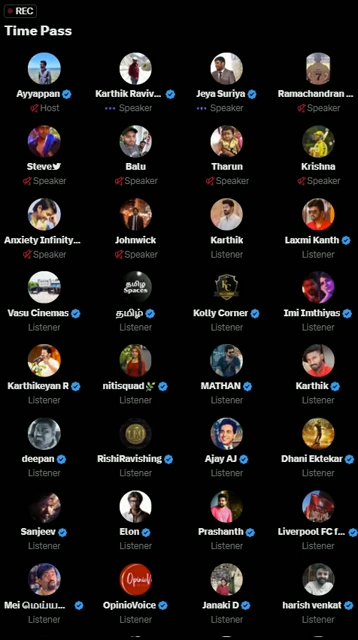 REC
Time Pass
Ayyappan Karthik Raviv... Jeya Suriya Ramachandran ...
Host Speaker Speaker Speaker
Steve Balu Tharun Krishna
Speaker Speaker Speaker Speaker
Anxiety Infinity... Johnwick Karthik Laxmi Kanth
Speaker Speaker Listener Listener
தமிழ்
Spaces
Vasu Cinemas தமிழ் Kolly Corner Imi Imthiyas
Listener Listener Listener Listener
Karthikeyan R nitisquad MATHAN Karthik
Listener Listener Listener Listener
deepan RishiRavishing Ajay AJ Dhani Ektekar
Listener Listener Listener Listener
Sanjeev Elon Prashanth Liverpool FC f...
Listener Listener Listener Listener
OpinioV
Mei மெய்ய... OpinioVoice Janaki D harish venkat
Listener Listener Listener Listener